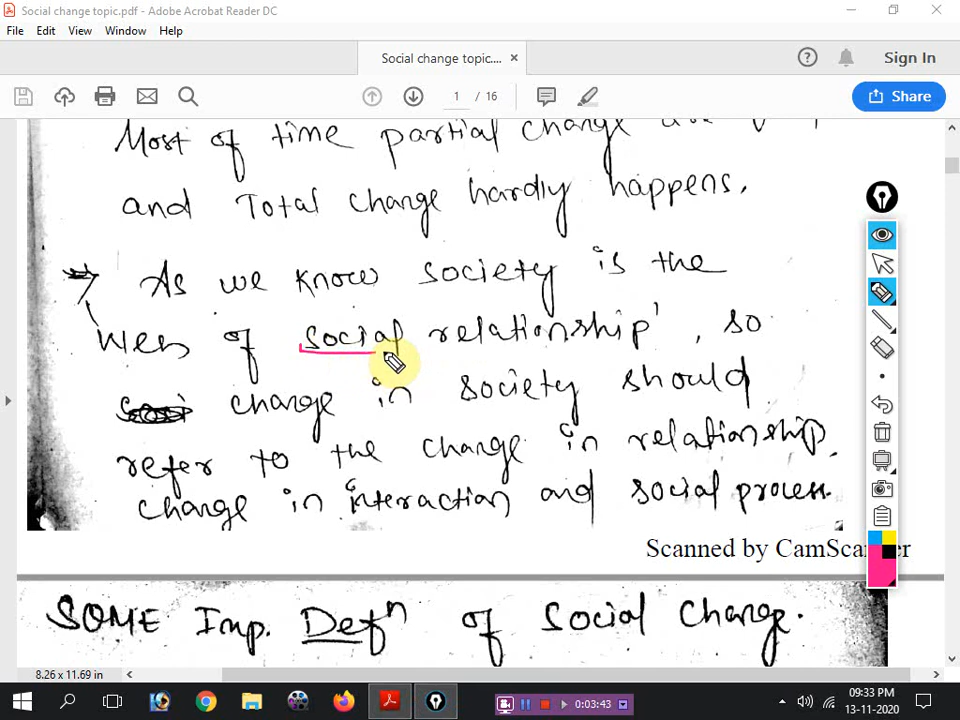 Social change topic.pdf - Adobe Acrobat Reader DC
File Edit View Window Help
Social change topic.... ×
Sign In
1 / 16
Share
Most of time partial change
and Total change hardly happens.
As we know society is the
web of social relationship', so
change in society should
refer to the change in relationship,
change in interaction and social process.
Scanned by CamScanner
SOME Imp. Defn of Social Change.
8.26 x 11.69 in
0:03:43
09:33 PM
13-11-2020